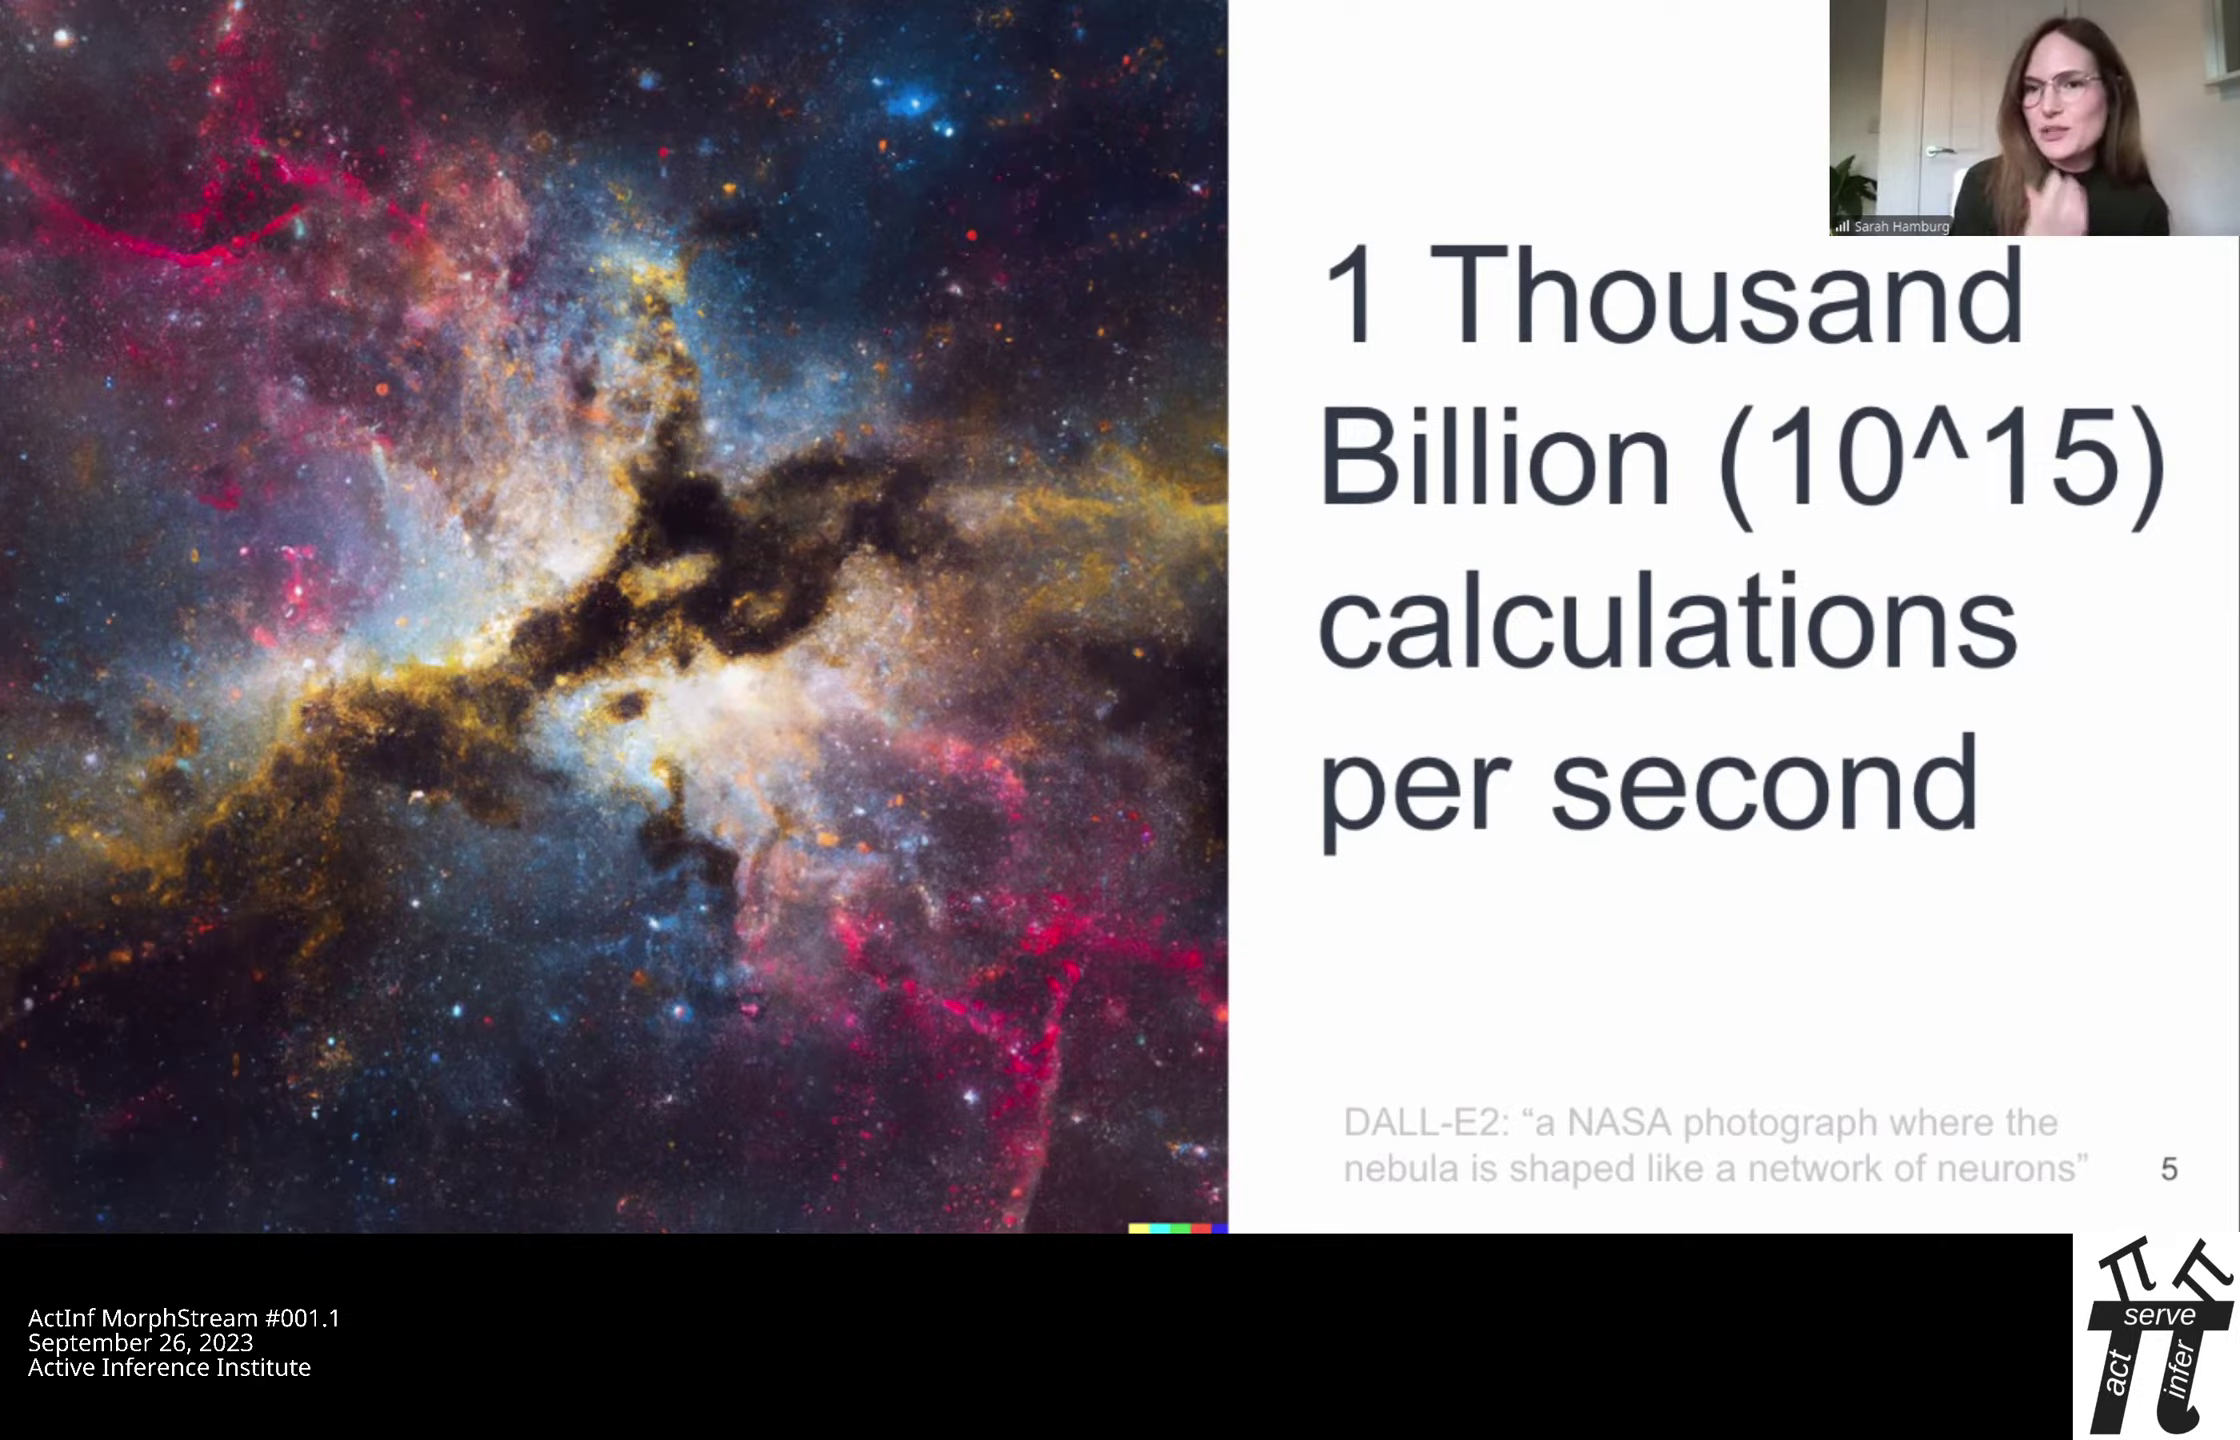 Sarah Hamburg
1 Thousand
Billion (10^15)
calculations
per second
DALL-E2: “a NASA photograph where the
nebula is shaped like a network of neurons”
5
ActInf MorphStream #001.1
September 26, 2023
Active Inference Institute
serve
act
infer